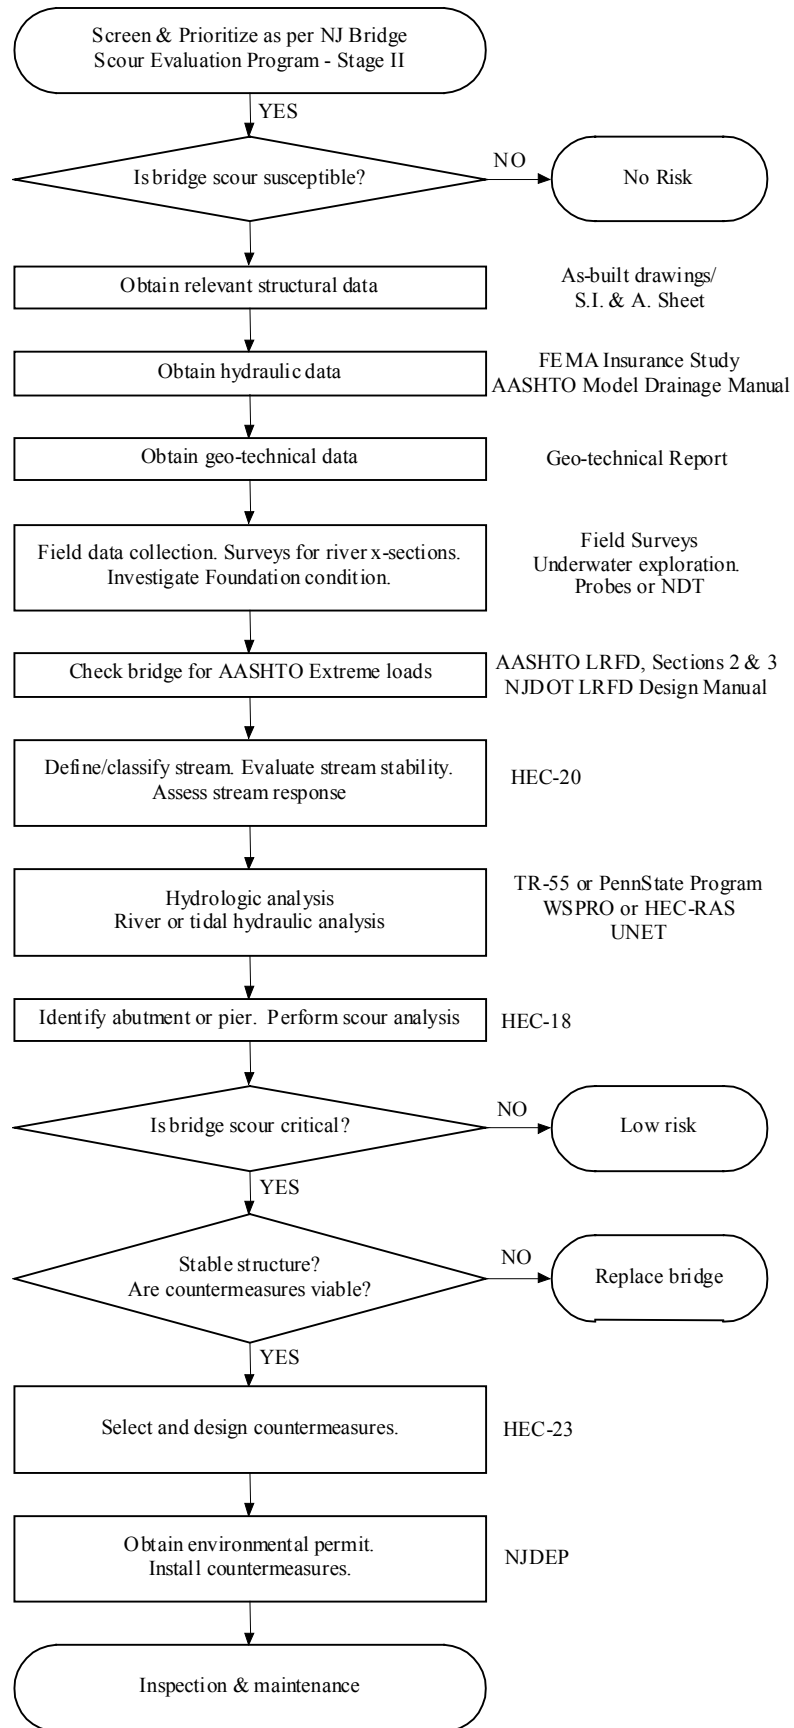 Screen & Prioritize as per NJ Bridge
Scour Evaluation Program - Stage II
YES
Is bridge scour susceptible?
NO
No Risk
Obtain relevant structural data
As-built drawings/
S.I. & A. Sheet
Obtain hydraulic data
FEMA Insurance Study
AASHTO Model Drainage Manual
Obtain geo-technical data
Geo-technical Report
Field data collection. Surveys for river x-sections.
Investigate Foundation condition.
Field Surveys
Underwater exploration.
Probes or NDT
Check bridge for AASHTO Extreme loads
AASHTO LRFD, Sections 2 & 3
NJDOT LRFD Design Manual
Define/classify stream. Evaluate stream stability.
Assess stream response
HEC-20
Hydrologic analysis
River or tidal hydraulic analysis
TR-55 or PennState Program
WSPRO or HEC-RAS
UNET
Identify abutment or pier. Perform scour analysis
HEC-18
Is bridge scour critical?
NO
Low risk
YES
Stable structure?
Are countermeasures viable?
NO
Replace bridge
YES
Select and design countermeasures.
HEC-23
Obtain environmental permit.
Install countermeasures.
NJDEP
Inspection & maintenance